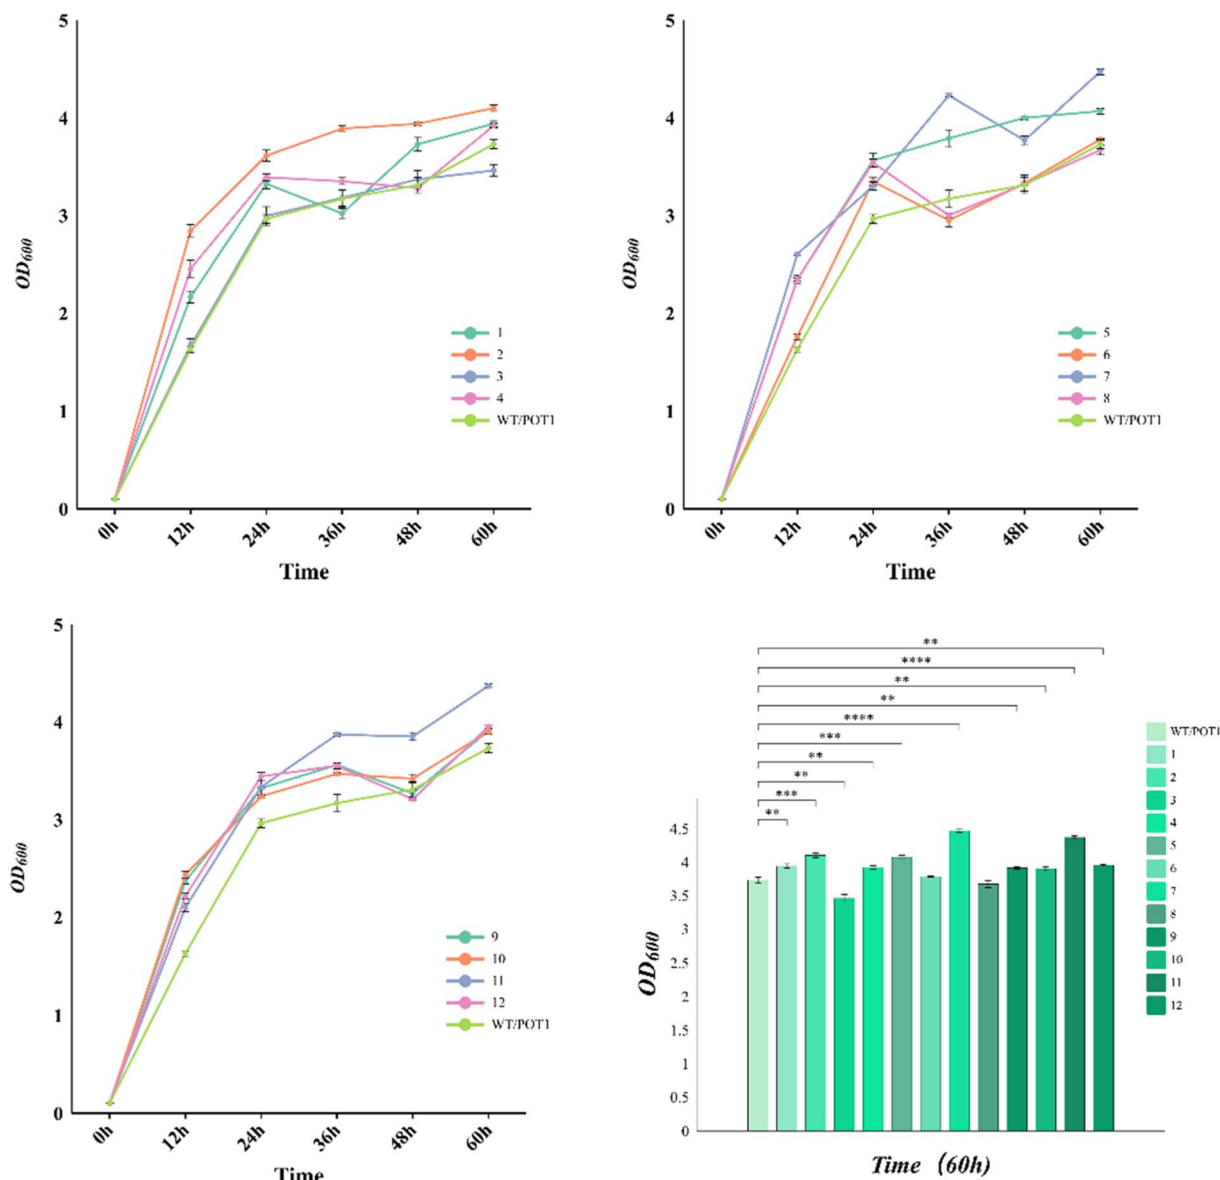 5
4
3
2
1
0
OD600
1
2
3
4
WT/POT1
0h
12h
24h
36h
48h
60h
Time
5
4
3
2
1
0
OD600
5
6
7
8
WT/POT1
0h
12h
24h
36h
48h
60h
Time
5
4
3
2
1
0
OD600
9
10
11
12
WT/POT1
0h
12h
24h
36h
48h
60h
Time
**
****
**
**
****
***
**
**
***
**
4.5
4
3.5
3
2.5
2
1.5
1
0.5
0
OD600
WT/POT1
1
2
3
4
5
6
7
8
9
10
11
12
Time (60h)